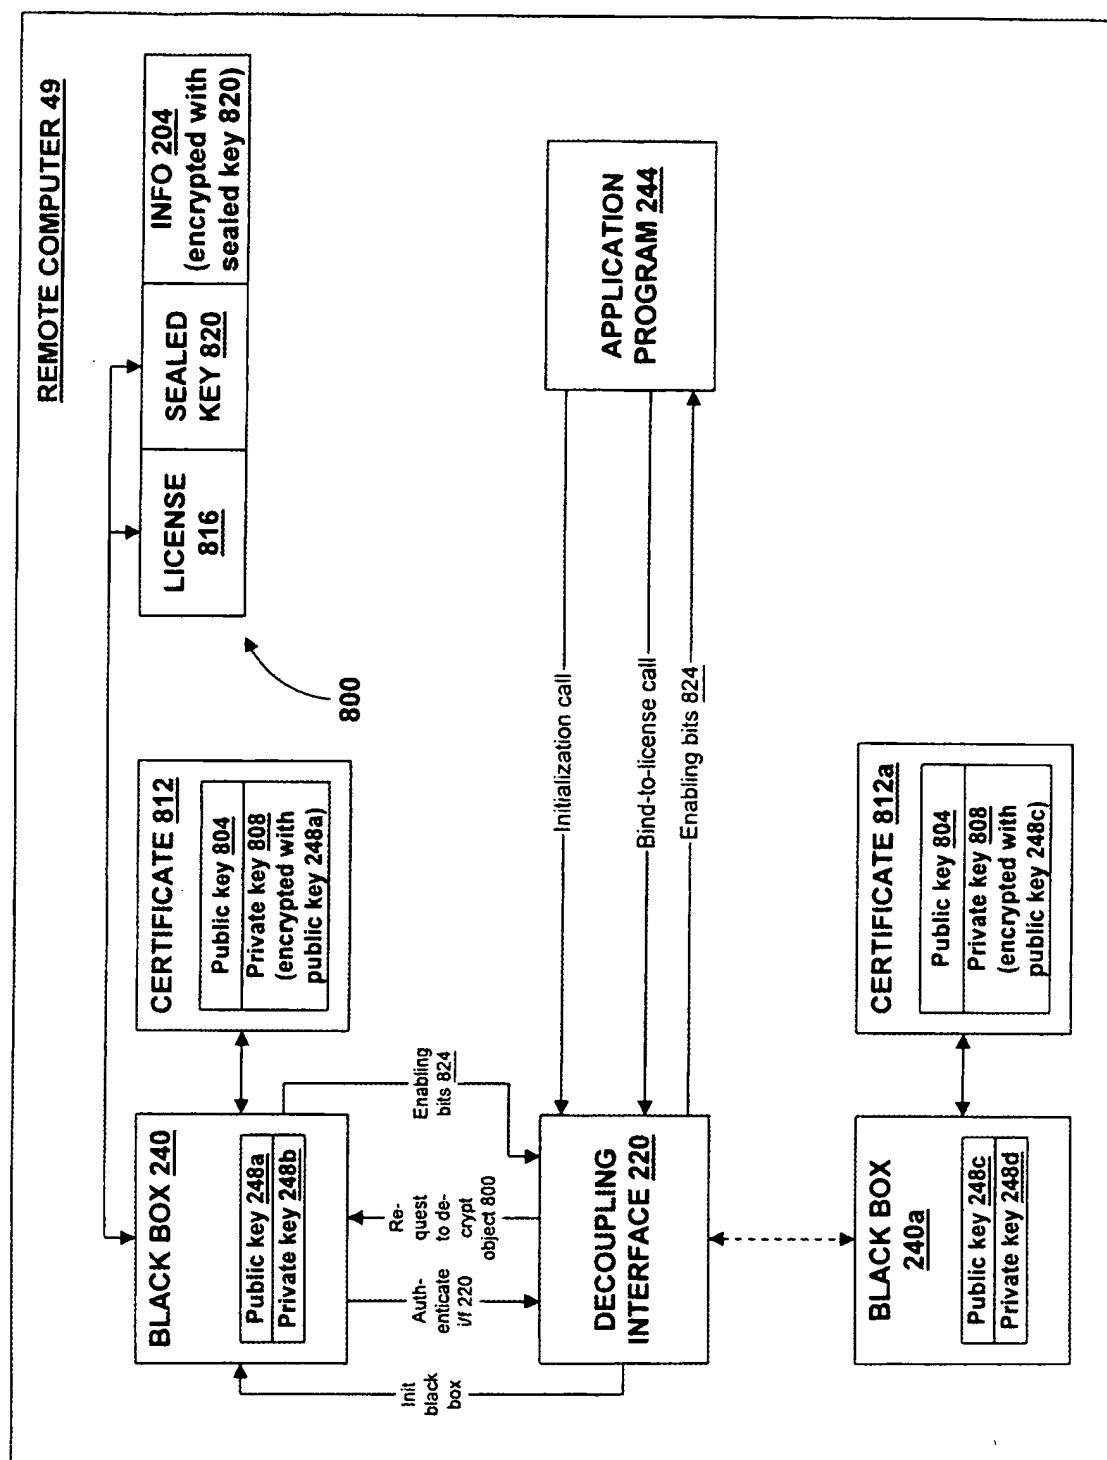 REMOTE COMPUTER 49
BLACK BOX 240
Public key 248a
Private key 248b
CERTIFICATE 812
Public key 804
Private key 808
(encrypted with
public key 248a)
LICENSE
816
SEALED
KEY 820
INFO 204
(encrypted with
sealed key 820)
800
Init
black
box
Auth-
enticate
i/f 220
Re-
quest
to de-
crypt
object 800
Enabling
bits 824
DECOUPLING
INTERFACE 220
Initialization call
Bind-to-license call
Enabling bits 824
APPLICATION
PROGRAM 244
BLACK BOX
240a
Public key 248c
Private key 248d
CERTIFICATE 812a
Public key 804
Private key 808
(encrypted with
public key 248c)